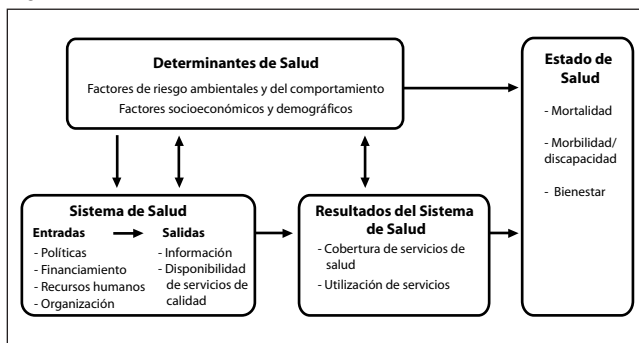 Determinantes de Salud
Factores de riesgo ambientales y del comportamiento
Factores socioeconómicos y demográficos
Estado de
Salud
- Mortalidad
- Morbilidad/
discapacidad
- Bienestar
Sistema de Salud
Entradas
- Políticas
- Financiamiento
- Recursos humanos
- Organización
Salidas
- Información
- Disponibilidad
de servicios de
calidad
Resultados del Sistema
de Salud
- Cobertura de servicios de
salud
- Utilización de servicios